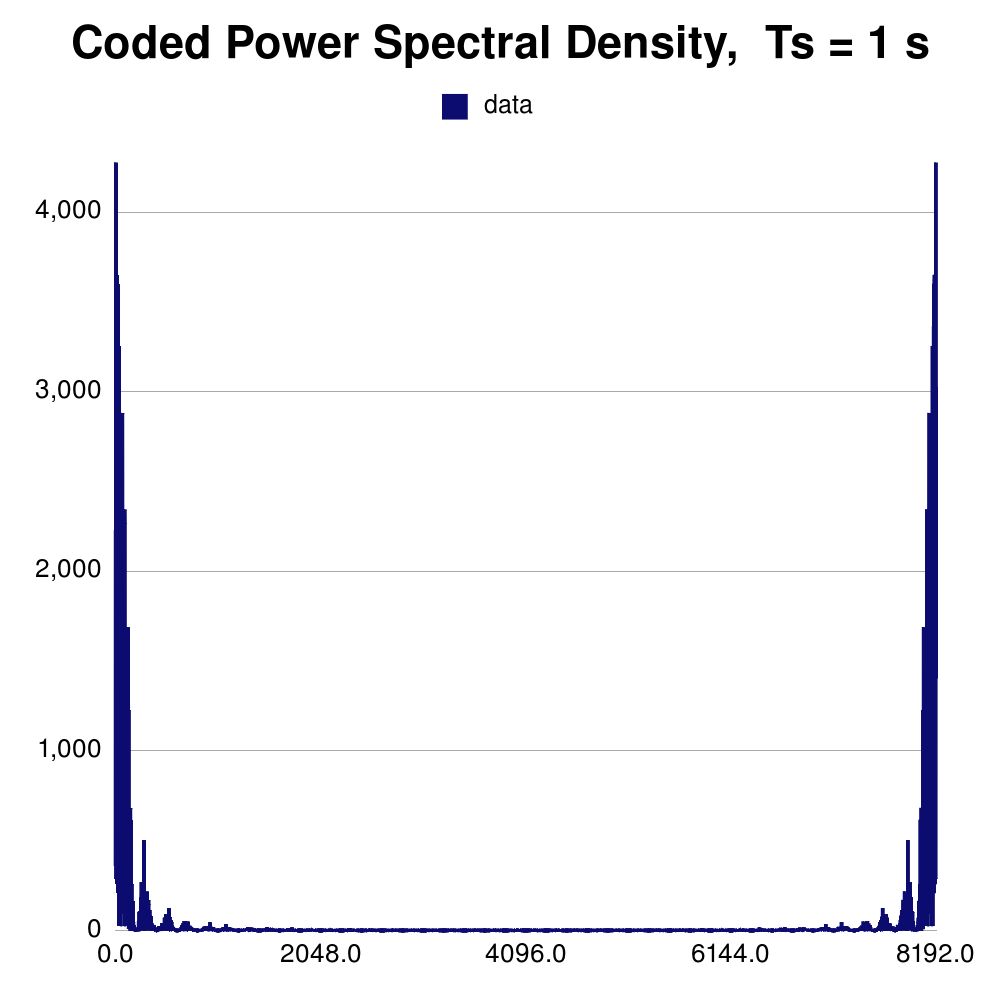 Coded Power Spectral Density,  Ts = 1 s
data
4,000
3,000
2,000
1,000
0
0.0 2048.0 4096.0 6144.0 8192.0